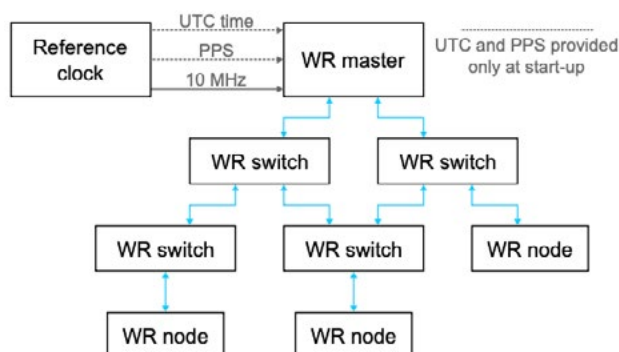 UTC time
Reference
clock
PPS
10 MHz
WR master
UTC and PPS provided
only at start-up
WR switch
WR switch
WR switch
WR switch
WR node
WR node
WR node